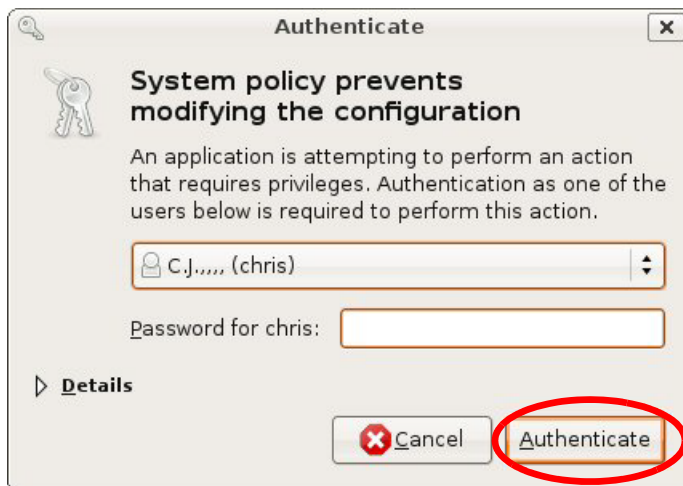 Authenticate
System policy prevents
modifying the configuration
An application is attempting to perform an action
that requires privileges. Authentication as one of the
users below is required to perform this action.
C.J.,,,, (chris)
Password for chris:
Details
Cancel
Authenticate